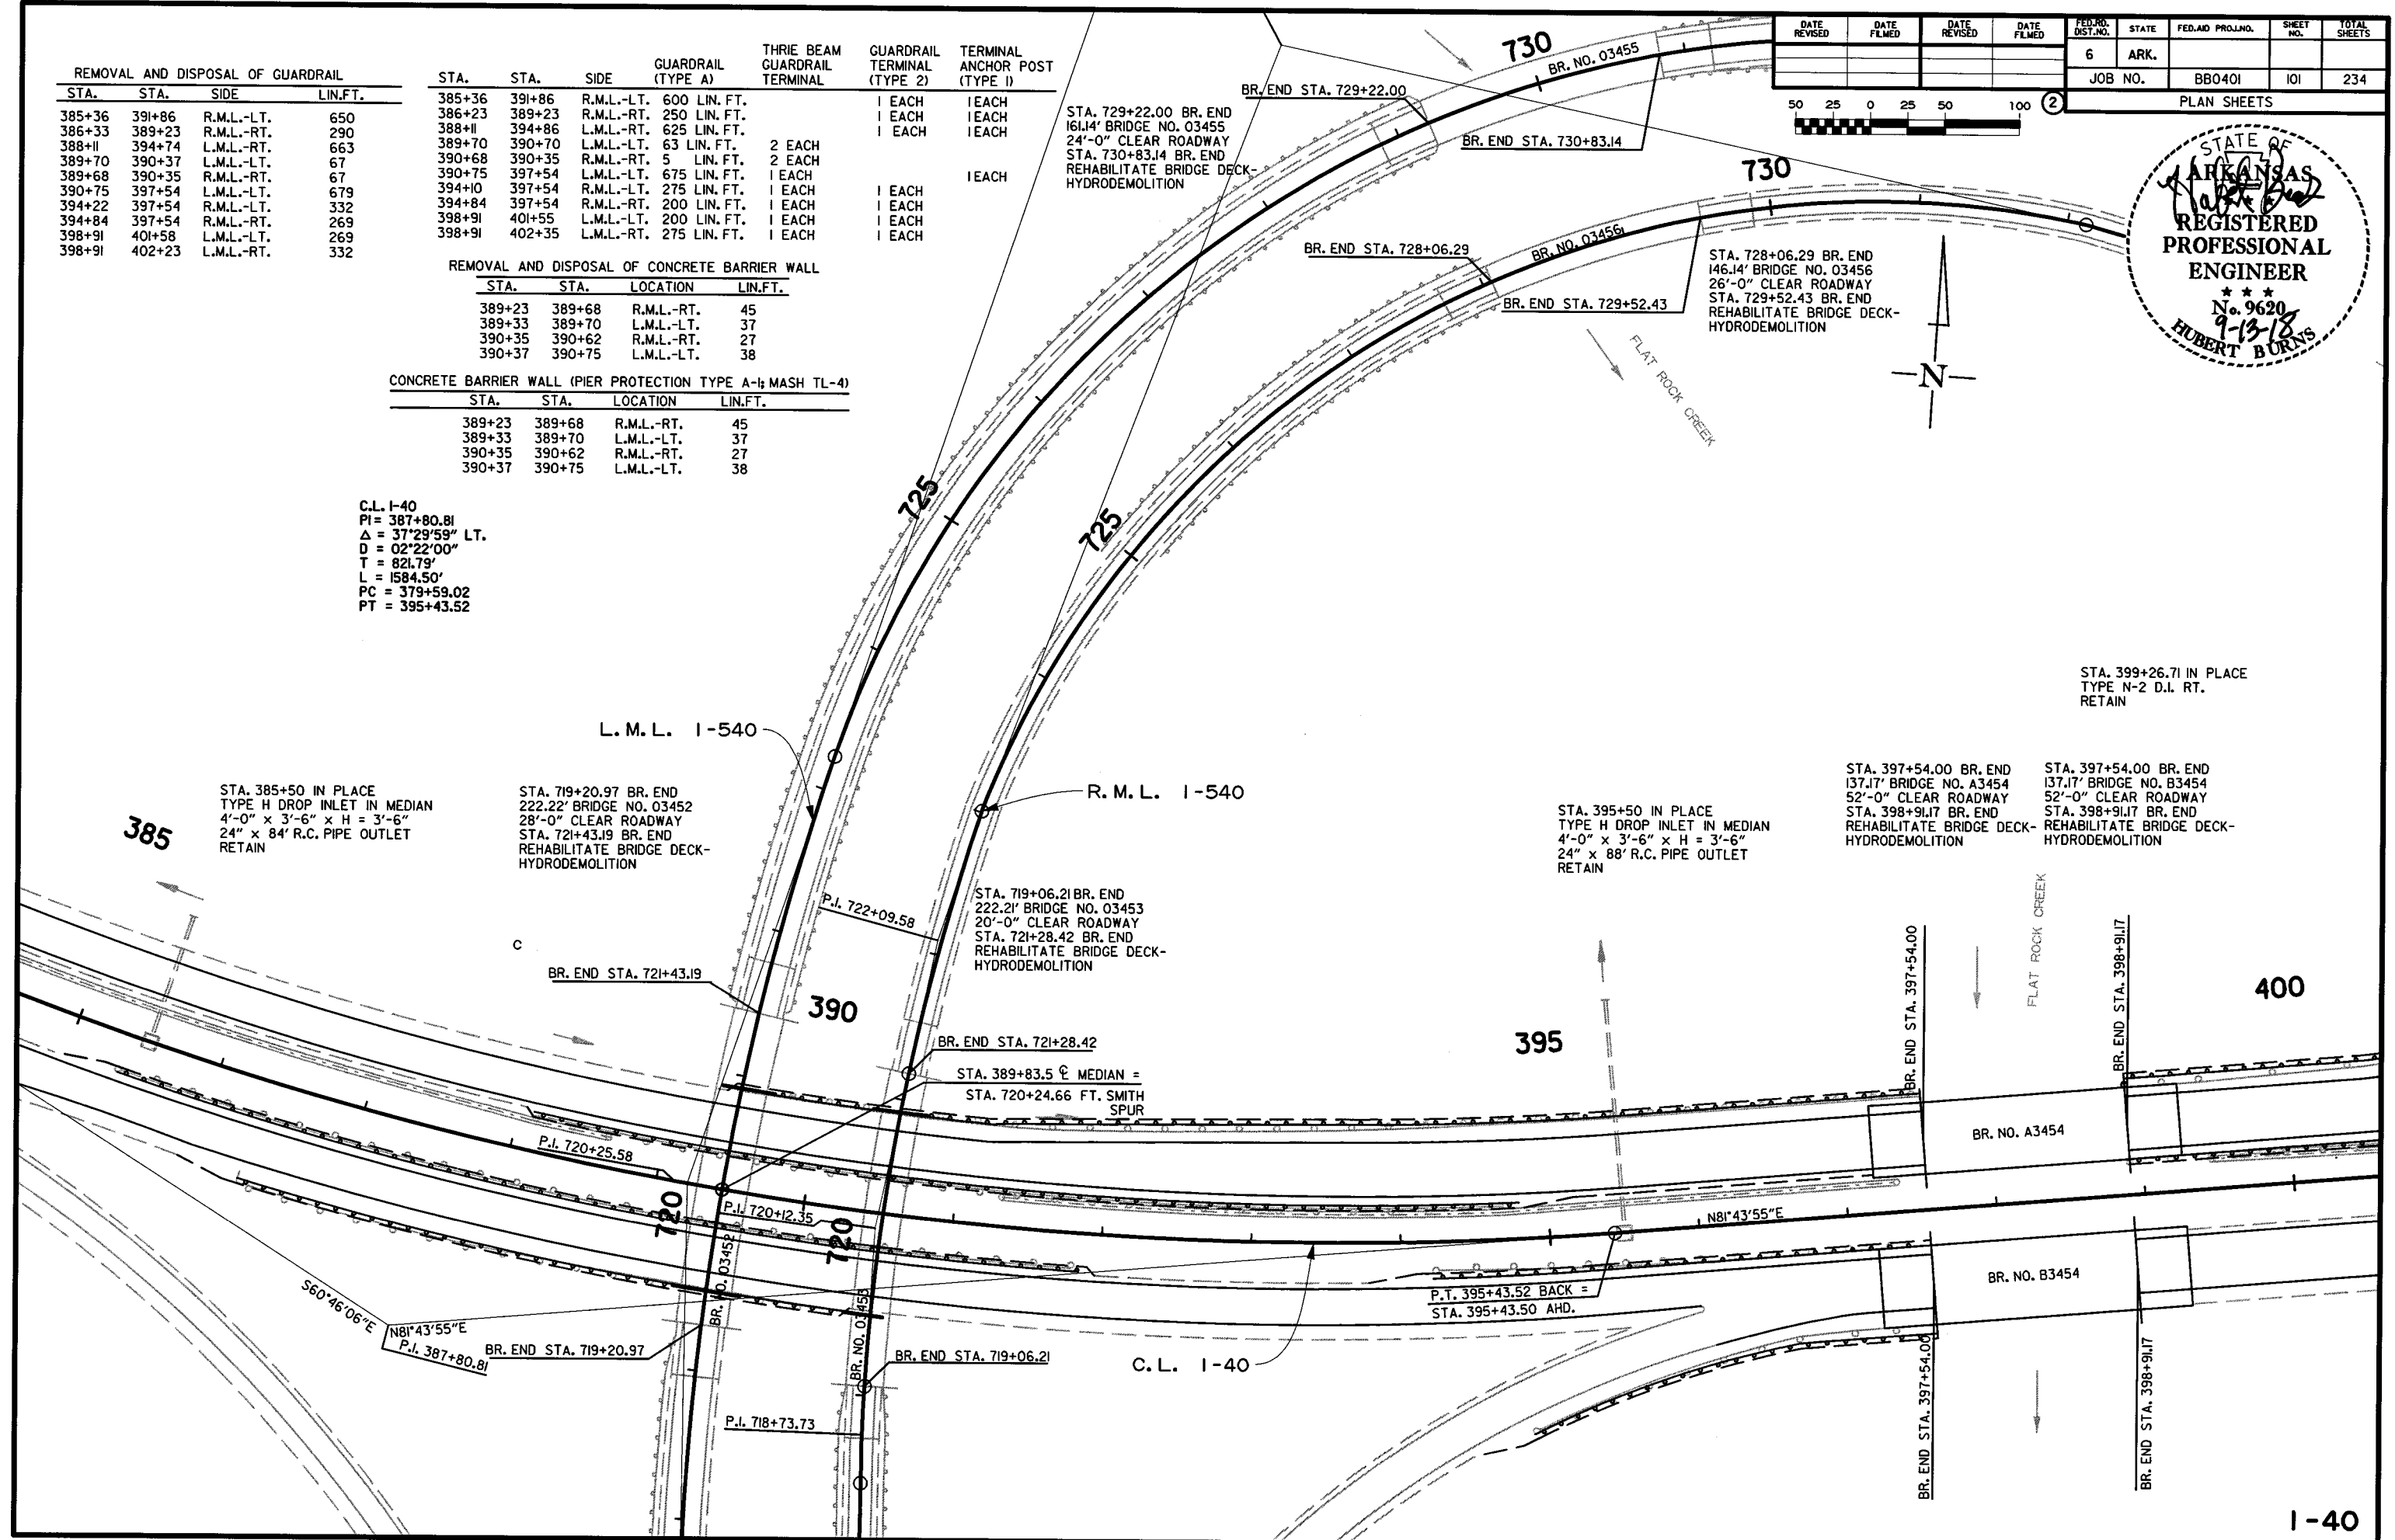 REMOVAL AND DISPOSAL OF GUARDRAIL
STA. STA. SIDE LIN.FT.
385+36 391+86 R.M.L.-LT. 650
386+33 389+23 R.M.L.-RT. 290
388+11 394+74 L.M.L.-RT. 663
389+70 390+37 L.M.L.-LT. 67
389+68 390+35 R.M.L.-RT. 67
390+75 397+54 L.M.L.-LT. 679
394+22 397+54 R.M.L.-LT. 332
394+84 397+54 R.M.L.-RT. 269
398+91 401+58 L.M.L.-LT. 269
398+91 402+23 L.M.L.-RT. 332
THRIE BEAM GUARDRAIL TERMINAL
GUARDRAIL (TYPE A) GUARDRAIL TERMINAL ANCHOR POST
STA. STA. SIDE TERMINAL (TYPE 2) (TYPE 1)
385+36 391+86 R.M.L.-LT. 600 LIN. FT. 1 EACH 1 EACH
386+23 389+23 R.M.L.-RT. 250 LIN. FT. 1 EACH 1 EACH
388+11 394+86 L.M.L.-RT. 625 LIN. FT. 1 EACH 1 EACH
389+70 390+70 L.M.L.-LT. 63 LIN. FT. 2 EACH
390+68 390+35 R.M.L.-RT. 5 LIN. FT. 2 EACH
390+75 397+54 L.M.L.-LT. 675 LIN. FT. 1 EACH 1 EACH
394+10 397+54 R.M.L.-LT. 275 LIN. FT. 1 EACH 1 EACH
394+84 397+54 R.M.L.-RT. 200 LIN. FT. 1 EACH 1 EACH
398+91 401+55 L.M.L.-LT. 200 LIN. FT. 1 EACH 1 EACH
398+91 402+35 L.M.L.-RT. 275 LIN. FT. 1 EACH 1 EACH
REMOVAL AND DISPOSAL OF CONCRETE BARRIER WALL
STA. STA. LOCATION LIN.FT.
389+23 389+68 R.M.L.-RT. 45
389+33 389+70 L.M.L.-LT. 37
390+35 390+62 R.M.L.-RT. 27
390+37 390+75 L.M.L.-LT. 38
CONCRETE BARRIER WALL (PIER PROTECTION TYPE A-1; MASH TL-4)
STA. STA. LOCATION LIN.FT.
389+23 389+68 R.M.L.-RT. 45
389+33 389+70 L.M.L.-LT. 37
390+35 390+62 R.M.L.-RT. 27
390+37 390+75 L.M.L.-LT. 38
C.L. I-40
PI = 387+80.81
Δ = 37°29'59" LT.
D = 02°22'00"
T = 821.79'
L = 1584.50'
PC = 379+59.02
PT = 395+43.52
DATE REVISED DATE FILMED DATE REVISED DATE FILMED FED.RD. DIST.NO. STATE FED.AID PROJ.NO. SHEET NO. TOTAL SHEETS
6 ARK.
JOB NO. BB0401 101 234
2 PLAN SHEETS
50 25 0 25 50 100
STATE OF
ARKANSAS
★ ★ ★
REGISTERED
PROFESSIONAL
ENGINEER
★ ★ ★
No. 9620
9-13-18
HUBERT BURNS
730
BR. NO. 03455
BR. END STA. 729+22.00
BR. END STA. 730+83.14
STA. 729+22.00 BR. END
161.14' BRIDGE NO. 03455
24'-0" CLEAR ROADWAY
STA. 730+83.14 BR. END
REHABILITATE BRIDGE DECK-
HYDRODEMOLITION
730
BR. END STA. 728+06.29
BR. NO. 03456
BR. END STA. 729+52.43
STA. 728+06.29 BR. END
146.14' BRIDGE NO. 03456
26'-0" CLEAR ROADWAY
STA. 729+52.43 BR. END
REHABILITATE BRIDGE DECK-
HYDRODEMOLITION
FLAT ROCK CREEK
N
725
725
L.M.L. I-540
R.M.L. I-540
STA. 399+26.71 IN PLACE
TYPE N-2 D.I. RT.
RETAIN
STA. 385+50 IN PLACE
TYPE H DROP INLET IN MEDIAN
4'-0" x 3'-6" x H = 3'-6"
24" x 84' R.C. PIPE OUTLET
RETAIN
385
STA. 719+20.97 BR. END
222.22' BRIDGE NO. 03452
28'-0" CLEAR ROADWAY
STA. 721+43.19 BR. END
REHABILITATE BRIDGE DECK-
HYDRODEMOLITION
STA. 719+06.21 BR. END
222.21' BRIDGE NO. 03453
20'-0" CLEAR ROADWAY
STA. 721+28.42 BR. END
REHABILITATE BRIDGE DECK-
HYDRODEMOLITION
STA. 395+50 IN PLACE
TYPE H DROP INLET IN MEDIAN
4'-0" x 3'-6" x H = 3'-6"
24" x 88' R.C. PIPE OUTLET
RETAIN
STA. 397+54.00 BR. END
137.17' BRIDGE NO. A3454
52'-0" CLEAR ROADWAY
STA. 398+91.17 BR. END
REHABILITATE BRIDGE DECK-
HYDRODEMOLITION
STA. 397+54.00 BR. END
137.17' BRIDGE NO. B3454
52'-0" CLEAR ROADWAY
STA. 398+91.17 BR. END
REHABILITATE BRIDGE DECK-
HYDRODEMOLITION
P.I. 722+09.58
C
BR. END STA. 721+43.19
390
BR. END STA. 721+28.42
STA. 389+83.5 ℄ MEDIAN =
STA. 720+24.66 FT. SMITH
SPUR
395
BR. END STA. 397+54.00
FLAT ROCK CREEK
BR. END STA. 398+91.17
400
BR. NO. A3454
P.I. 720+25.58
720
P.I. 720+12.35
720
N81°43'55"E
BR. NO. B3454
BR. NO. 03452
BR. NO. 03453
P.T. 395+43.52 BACK =
STA. 395+43.50 AHD.
S60°46'06"E
N81°43'55"E
P.I. 387+80.81
BR. END STA. 719+20.97
BR. END STA. 719+06.21
C.L. I-40
P.I. 718+73.73
BR. END STA. 397+54.00
BR. END STA. 398+91.17
I-40